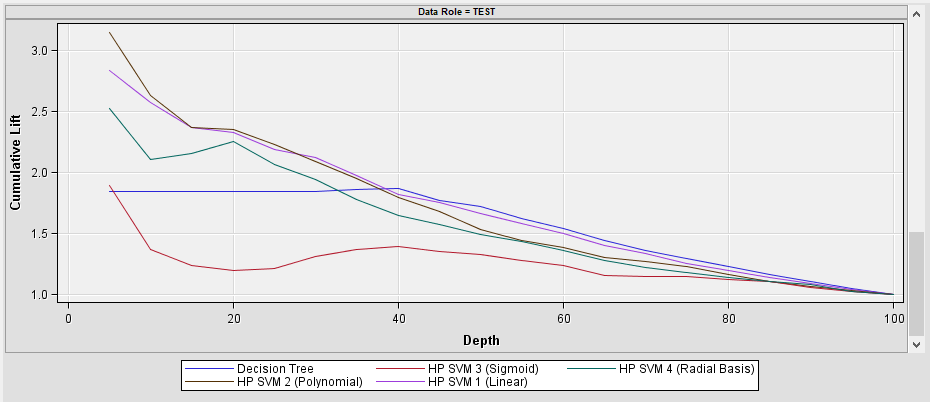 Data Role = TEST
3.0
2.5
2.0
1.5
1.0
Cumulative Lift
0 20 40 60 80 100
Depth
Decision Tree HP SVM 3 (Sigmoid) HP SVM 4 (Radial Basis)
HP SVM 2 (Polynomial) HP SVM 1 (Linear)